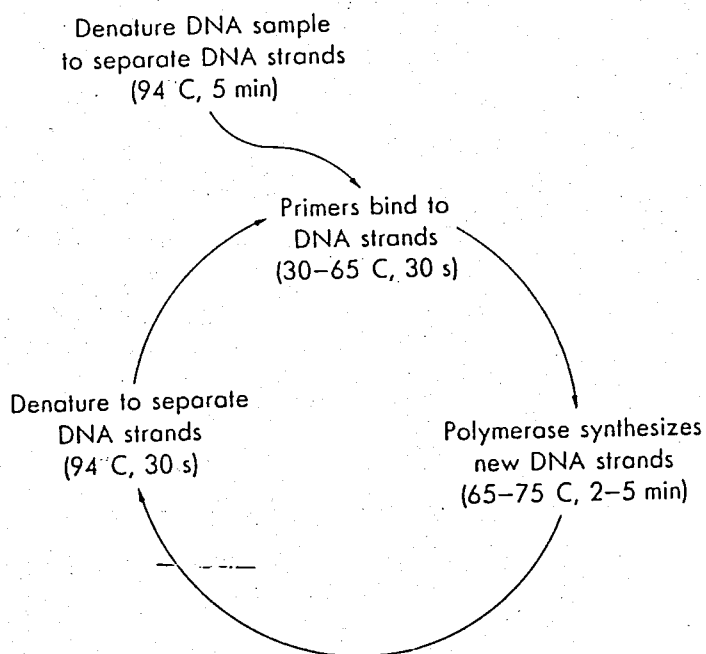 Denature DNA sample
to separate DNA strands
(94 C, 5 min)
Primers bind to
DNA strands
(30–65 C, 30 s)
Polymerase synthesizes
new DNA strands
(65–75 C, 2–5 min)
Denature to separate
DNA strands
(94 C, 30 s)